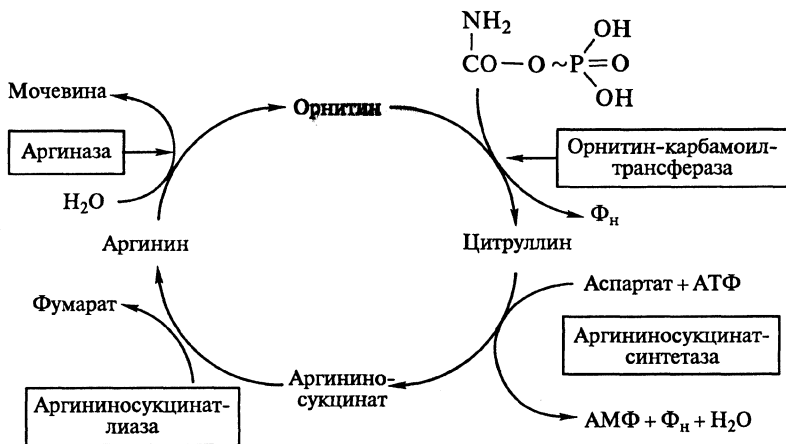 NH₂
CO—O~P=O
OH
OH
Мочевина
Орнитин
Аргиназа
Орнитин-карбамоил-
трансфераза
H₂O
Фн
Аргинин
Цитруллин
Фумарат
Аспартат + АТФ
Аргининосукцинат-
синтетаза
Аргинино-
сукцинат
Аргининосукцинат-
лиаза
АМФ + Фн + H₂O